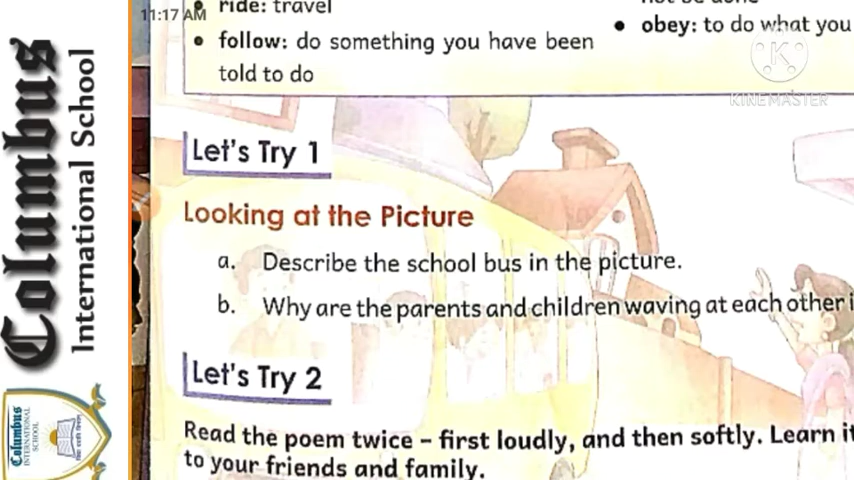 11:17 AM
ride: travel
follow: do something you have been
told to do
obey: to do what you
KINEMASTER
Let's Try 1
Looking at the Picture
a. Describe the school bus in the picture.
b. Why are the parents and children waving at each other i
Let's Try 2
Read the poem twice – first loudly, and then softly. Learn it
to your friends and family.
Columbus
International School
Columbus
INTERNATIONAL
SCHOOL